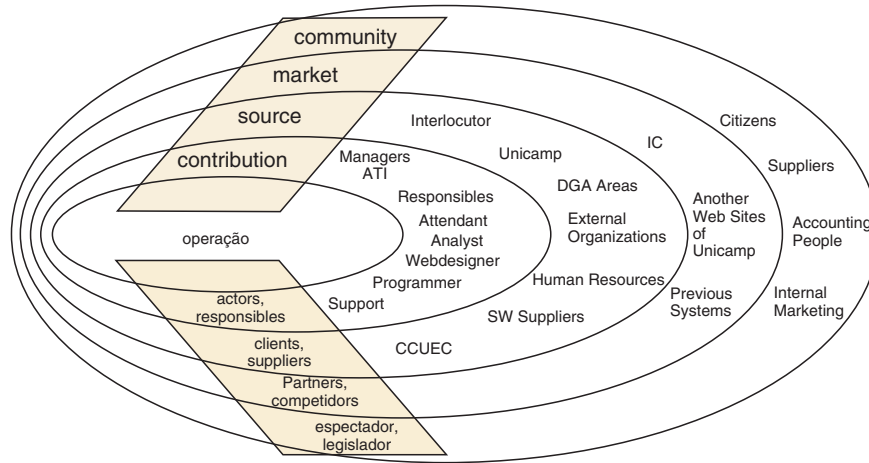 community
market
source
contribution
operação
actors,
responsibles
clients,
suppliers
Partners,
competidors
espectador,
legislador
Managers
ATI
Responsibles
Attendant
Analyst
Webdesigner
Programmer
Support
Interlocutor
Unicamp
DGA Areas
External
Organizations
Human Resources
SW Suppliers
CCUEC
IC
Another
Web Sites
of
Unicamp
Previous
Systems
Citizens
Suppliers
Accounting
People
Internal
Marketing